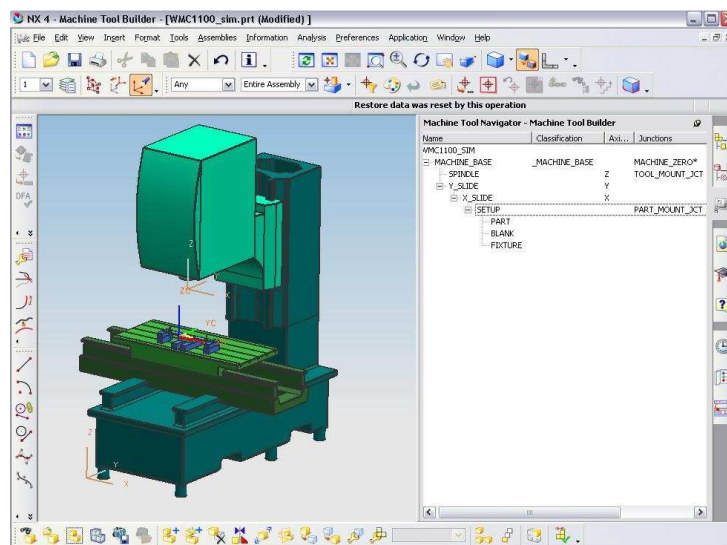 NX 4 - Machine Tool Builder - [WMC1100_sim.prt (Modified) ]
File Edit View Insert Format Tools Assemblies Information Analysis Preferences Application Window Help
1 Any Entire Assembly
Restore data was reset by this operation
Machine Tool Navigator - Machine Tool Builder
Name Classification Axi... Junctions
WMC1100_SIM
MACHINE_BASE _MACHINE_BASE MACHINE_ZERO*
SPINDLE Z TOOL_MOUNT_JCT
Y_SLIDE Y
X_SLIDE X
SETUP PART_MOUNT_JCT
PART
BLANK
FIXTURE
DFA
Z
ZC
X
YC
Z
Y
X